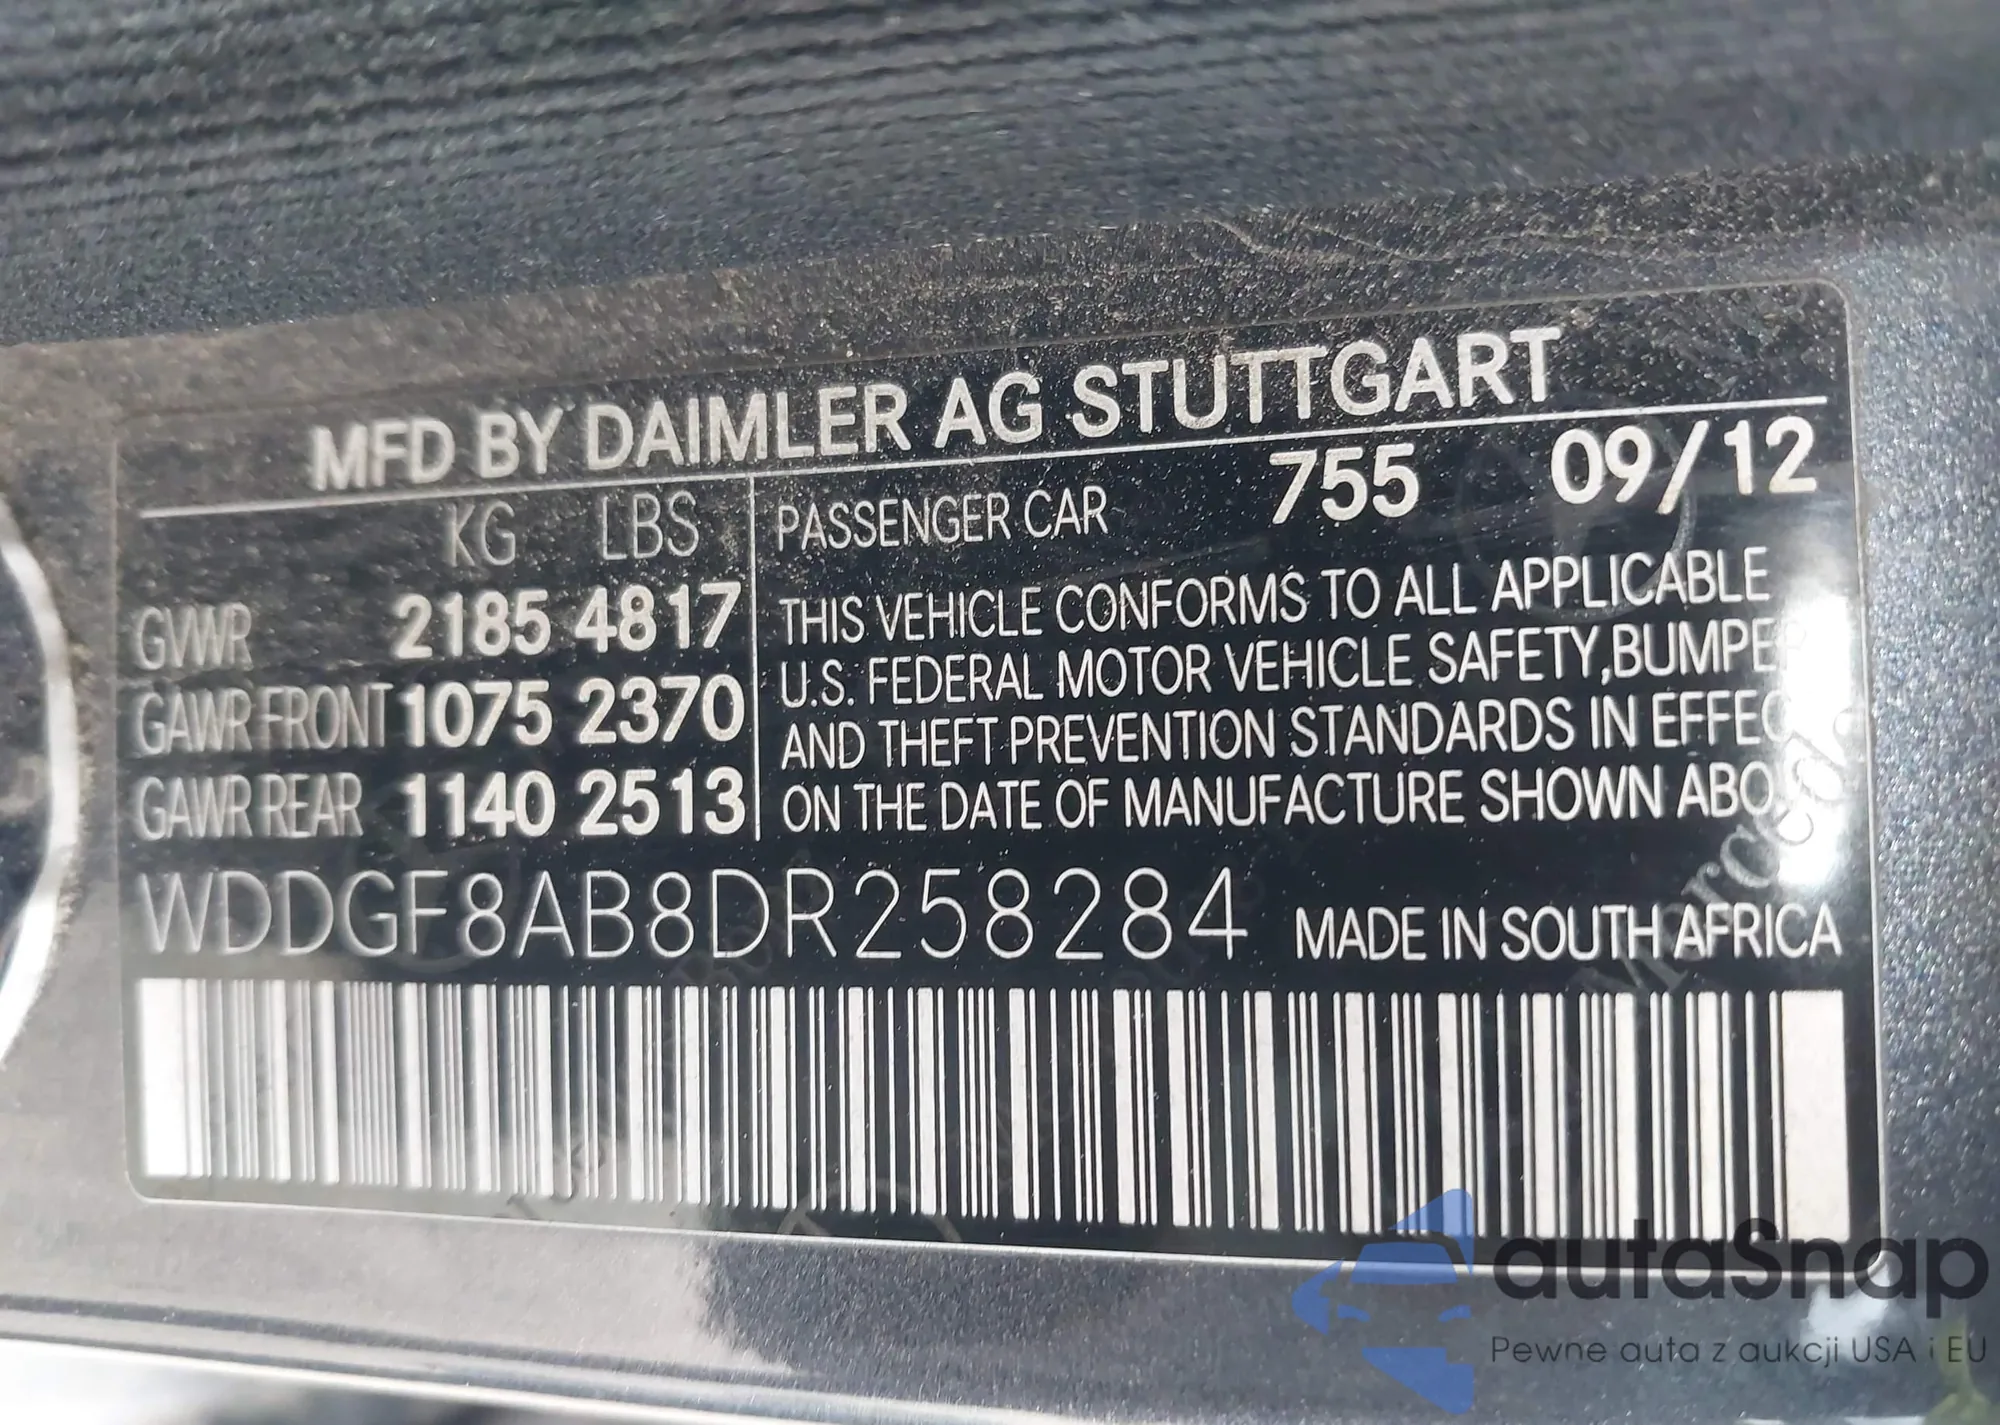 MFD BY DAIMLER AG STUTTGART
KG LBS
GVWR 2185 4817
GAWR FRONT 1075 2370
GAWR REAR 1140 2513
PASSENGER CAR 755 09/12
THIS VEHICLE CONFORMS TO ALL APPLICABLE
U.S. FEDERAL MOTOR VEHICLE SAFETY,BUMPER
AND THEFT PREVENTION STANDARDS IN EFFEC
ON THE DATE OF MANUFACTURE SHOWN ABO
WDDGF8AB8DR258284 MADE IN SOUTH AFRICA
autaSnap
Pewne auta z aukcji USA i EU